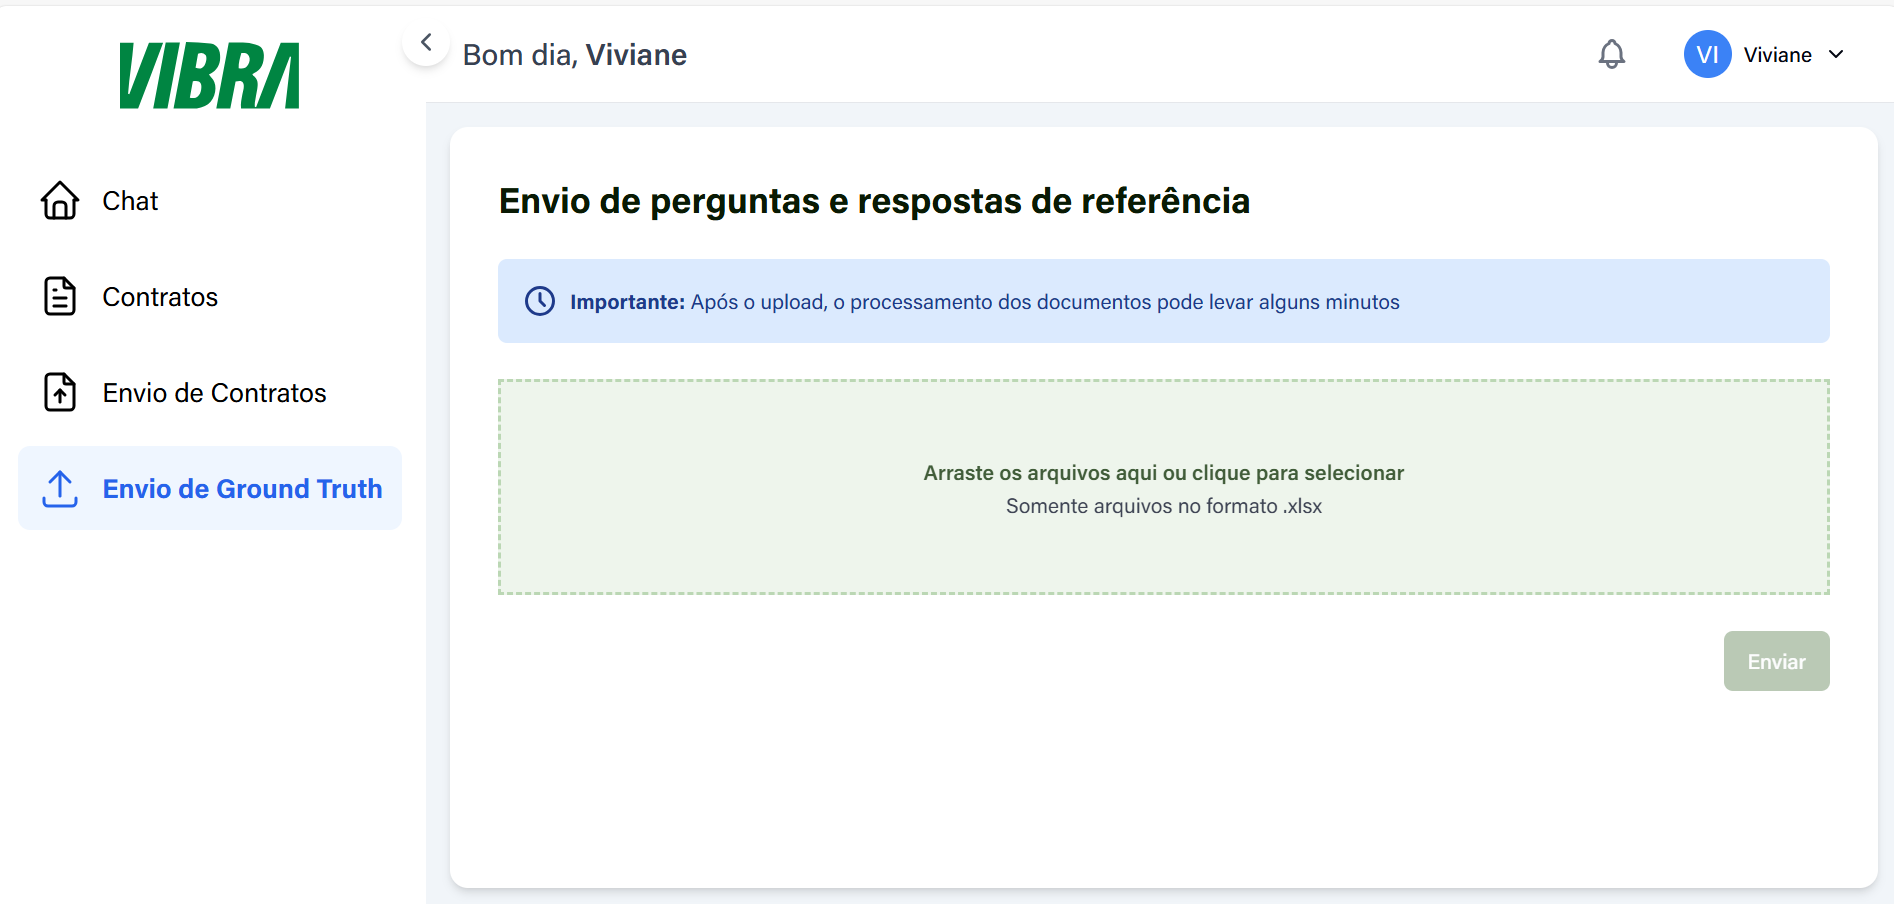 VIBRA
Chat
Contratos
Envio de Contratos
Envio de Ground Truth
Bom dia, Viviane
VI
Viviane
Envio de perguntas e respostas de referência
Importante: Após o upload, o processamento dos documentos pode levar alguns minutos
Arraste os arquivos aqui ou clique para selecionar
Somente arquivos no formato .xlsx
Enviar